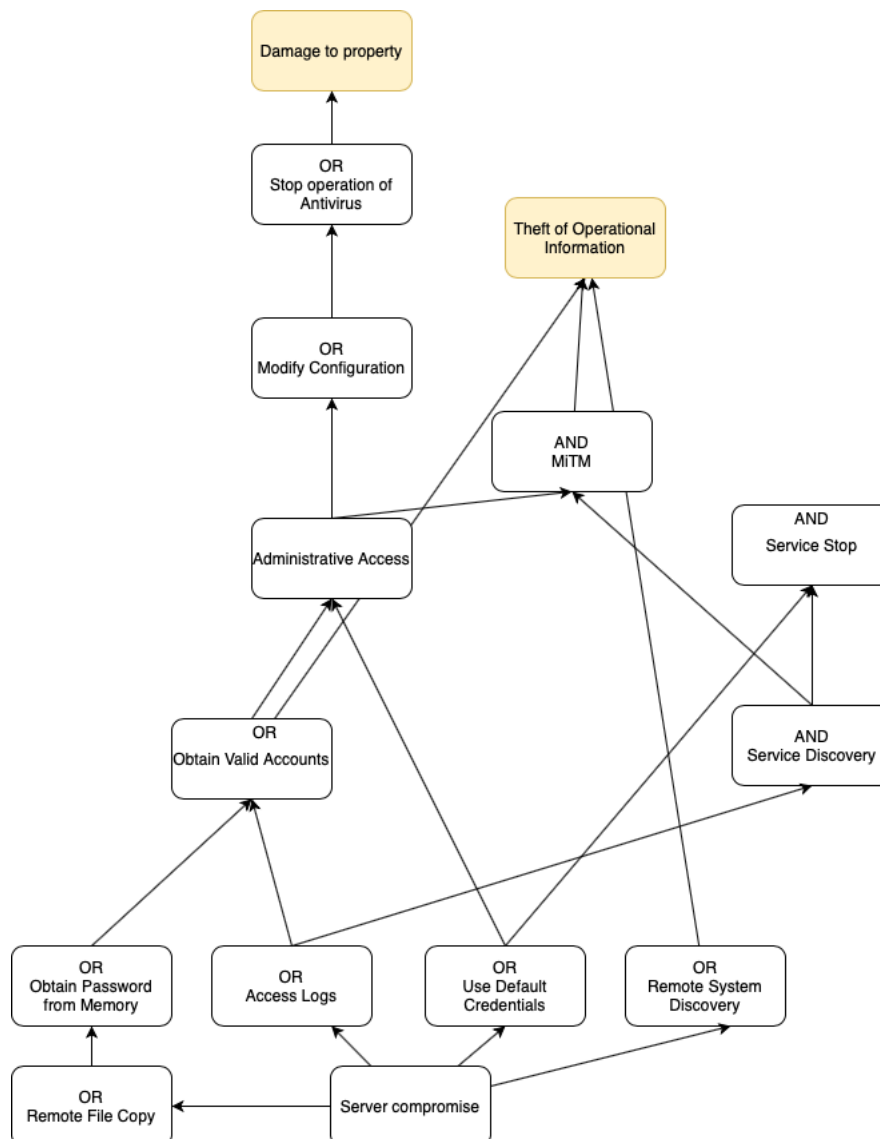 Damage to property
OR
Stop operation of
Antivirus
Theft of Operational
Information
OR
Modify Configuration
AND
MiTM
AND
Service Stop
Administrative Access
OR
Obtain Valid Accounts
AND
Service Discovery
OR
Obtain Password
from Memory
OR
Access Logs
OR
Use Default
Credentials
OR
Remote System
Discovery
OR
Remote File Copy
Server compromise